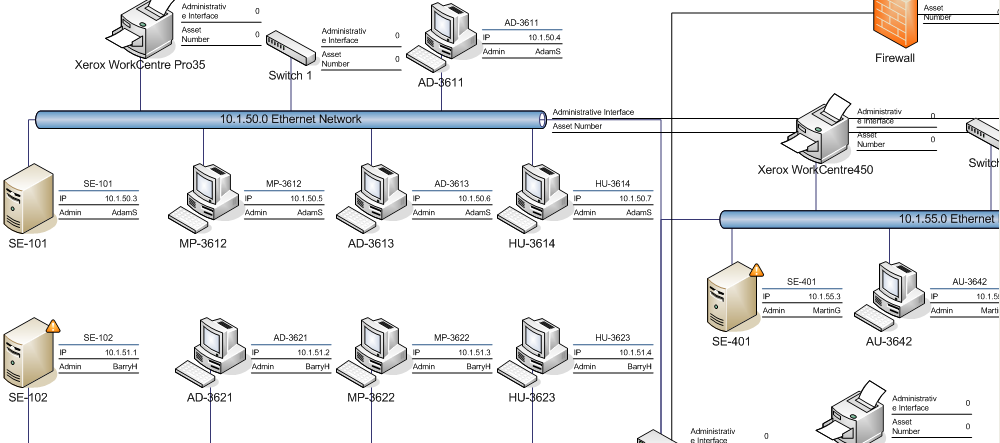 Administrativ
e Interface 0
Asset
Number 0
Xerox WorkCentre Pro35
Administrativ
e Interface 0
Asset
Number 0
Switch 1
AD-3611
IP 10.1.50.4
Admin AdamS
AD-3611
Asset
Number
Firewall
10.1.50.0 Ethernet Network
Administrative Interface
Asset Number
Administrativ
e Interface 0
Asset
Number 0
Xerox WorkCentre450
Switch
SE-101
IP 10.1.50.3
Admin AdamS
SE-101
MP-3612
IP 10.1.50.5
Admin AdamS
MP-3612
AD-3613
IP 10.1.50.6
Admin AdamS
AD-3613
HU-3614
IP 10.1.50.7
Admin AdamS
HU-3614
10.1.55.0 Ethernet
SE-401
IP 10.1.55.3
Admin MartinG
SE-401
AU-3642
IP
Admin
AU-3642
SE-102
IP 10.1.51.1
Admin BarryH
SE-102
AD-3621
IP 10.1.51.2
Admin BarryH
AD-3621
MP-3622
IP 10.1.51.3
Admin BarryH
MP-3622
HU-3623
IP 10.1.51.4
Admin BarryH
HU-3623
Administrativ
e Interface 0
Asset
Number 0
Administrativ
e Interface 0